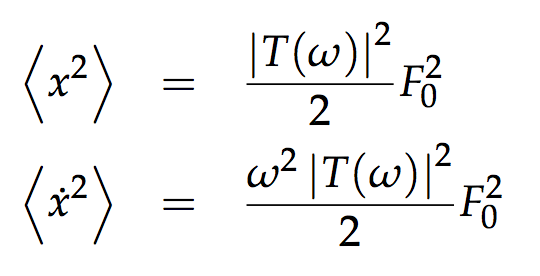 ⟨x²⟩ = |T(ω)|²/2 F₀²
⟨ẋ²⟩ = ω² |T(ω)|²/2 F₀²